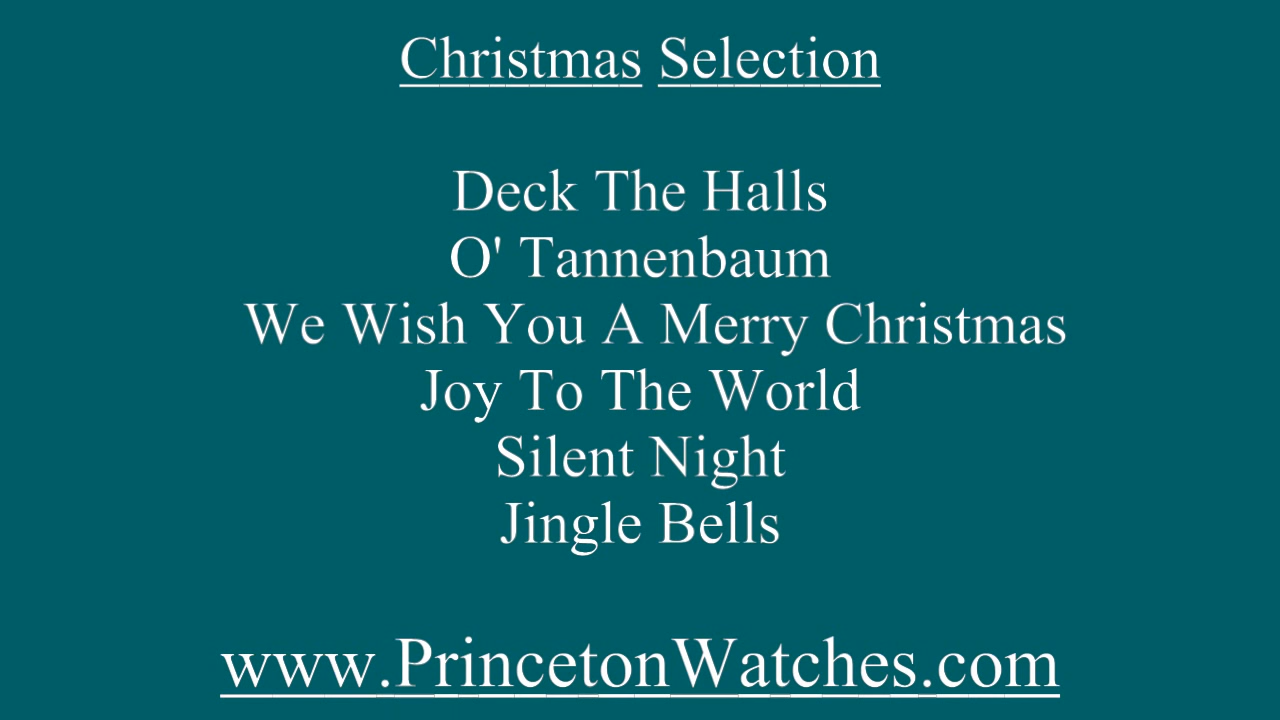 Christmas Selection
Deck The Halls
O' Tannenbaum
We Wish You A Merry Christmas
Joy To The World
Silent Night
Jingle Bells
www.PrincetonWatches.com